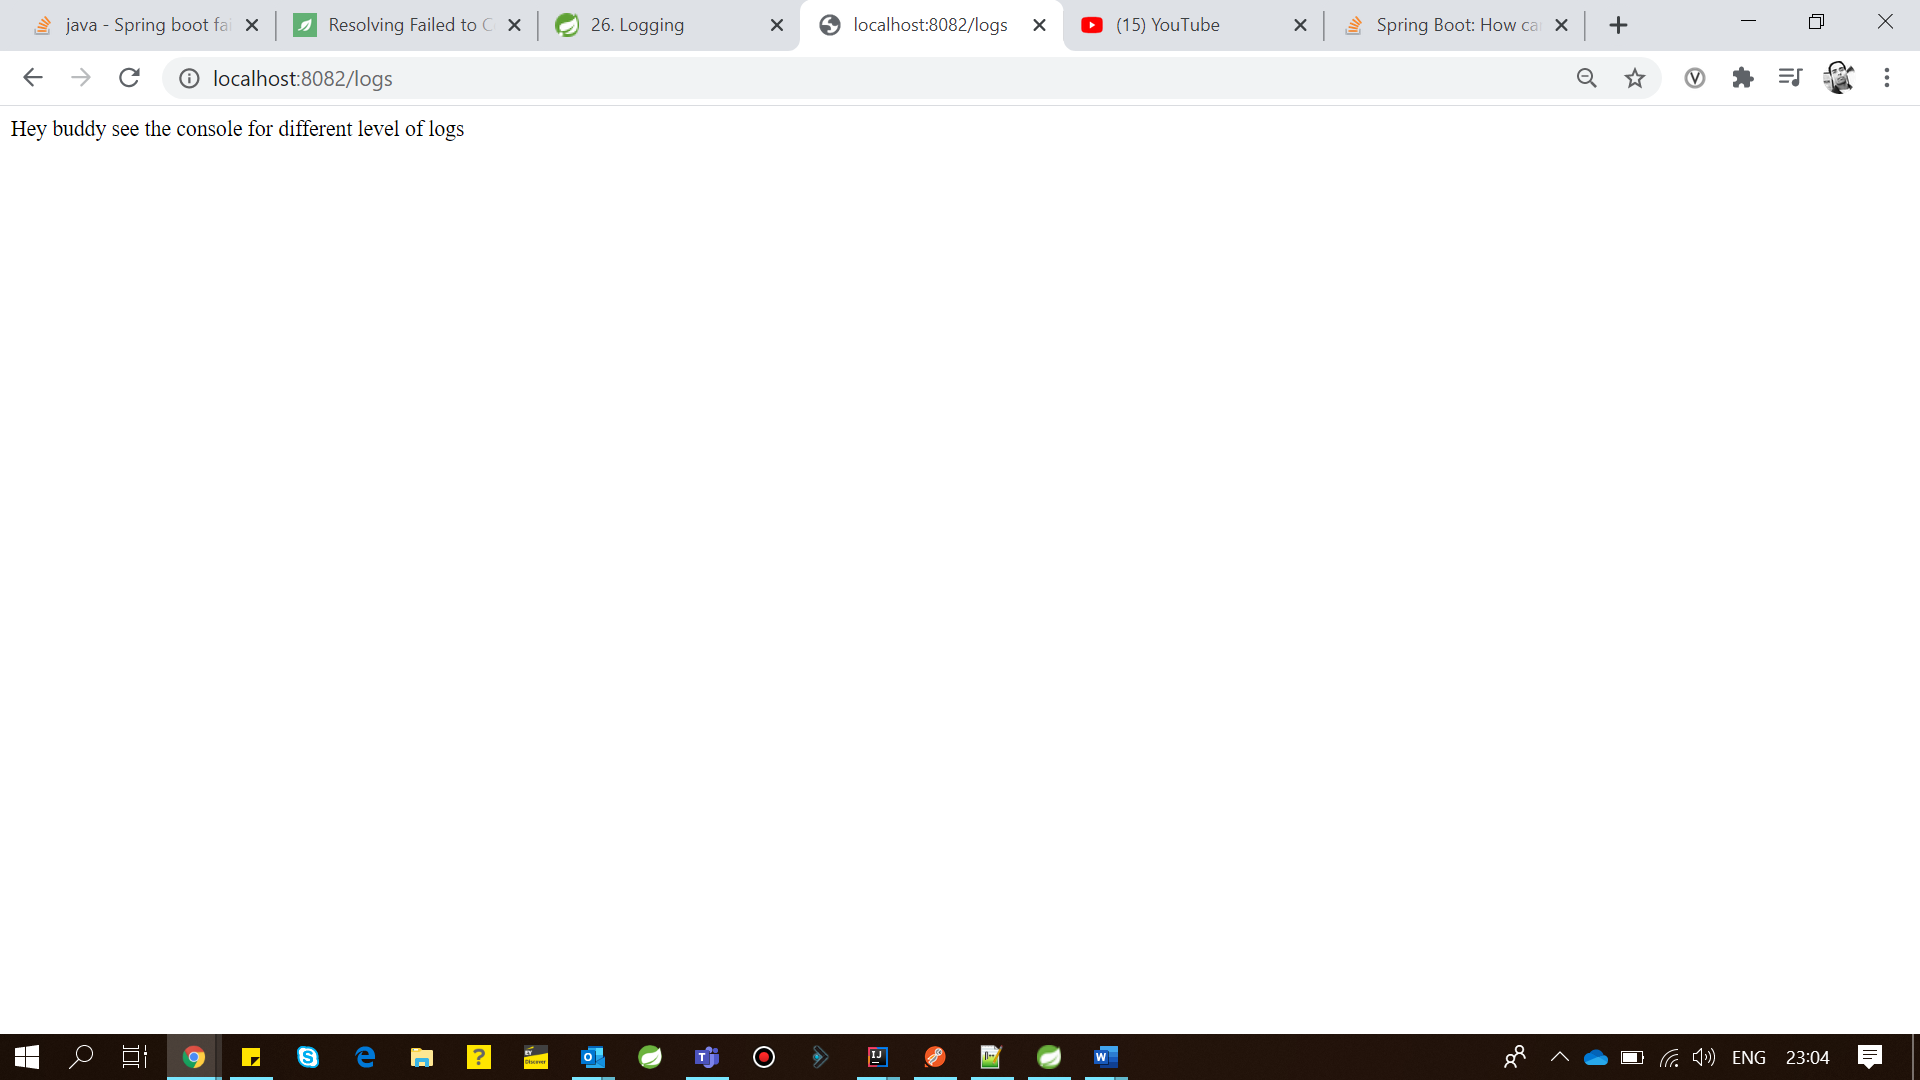 java - Spring boot fai
Resolving Failed to C
26. Logging
localhost:8082/logs
(15) YouTube
Spring Boot: How ca
localhost:8082/logs
Hey buddy see the console for different level of logs
ENG
23:04